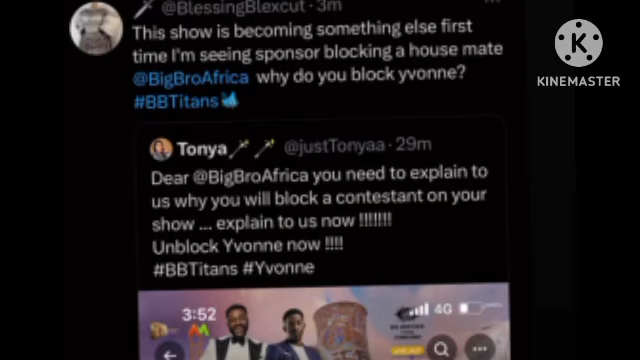 @BlessingBlexcut · 3m
This show is becoming something else first
time I'm seeing sponsor blocking a house mate
@BigBroAfrica why do you block yvonne?
#BBTitans
KINEMASTER
Tonya @justTonyaa · 29m
Dear @BigBroAfrica you need to explain to
us why you will block a contestant on your
show ... explain to us now !!!!!!!
Unblock Yvonne now !!!!
#BBTitans #Yvonne
3:52
4G